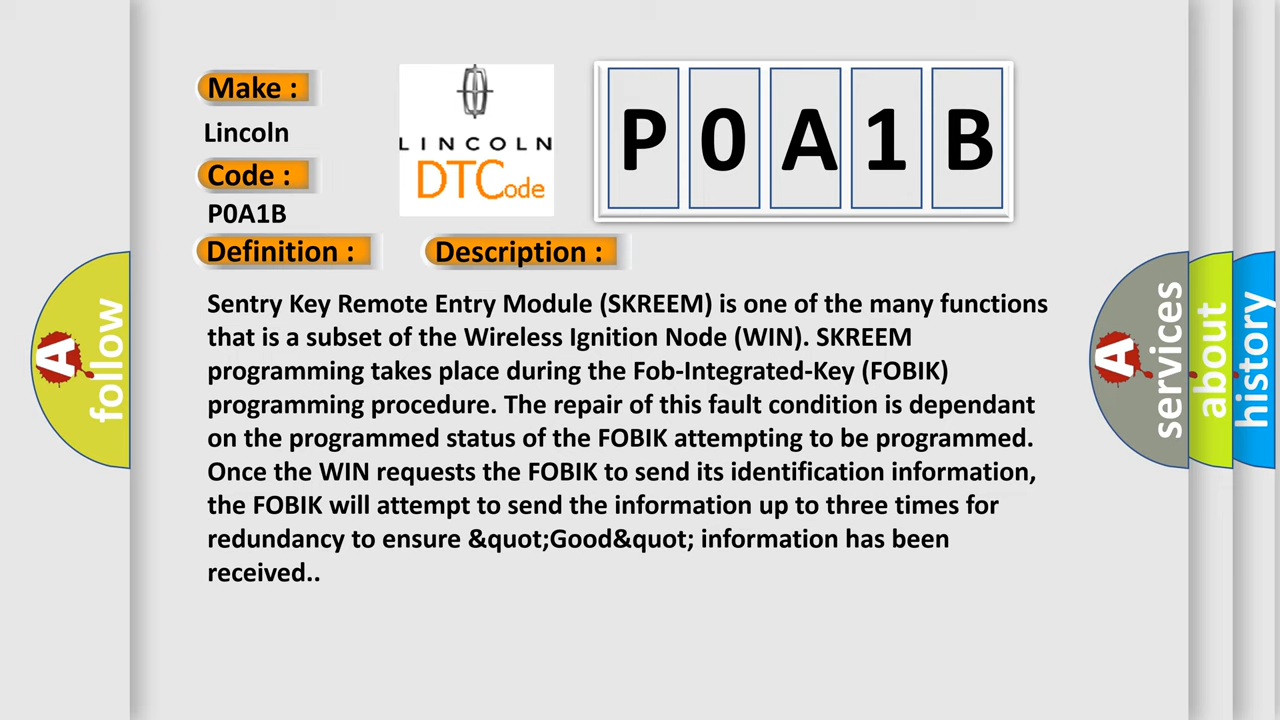 Make :
Lincoln
Code :
P0A1B
Definition :
Description :
LINCOLN
DTCode
P0A1B
Sentry Key Remote Entry Module (SKREEM) is one of the many functions
that is a subset of the Wireless Ignition Node (WIN). SKREEM
programming takes place during the Fob-Integrated-Key (FOBIK)
programming procedure. The repair of this fault condition is dependant
on the programmed status of the FOBIK attempting to be programmed.
Once the WIN requests the FOBIK to send its identification information,
the FOBIK will attempt to send the information up to three times for
redundancy to ensure &quotGood&quot; information has been
received..
A
follow
A
services
about
history